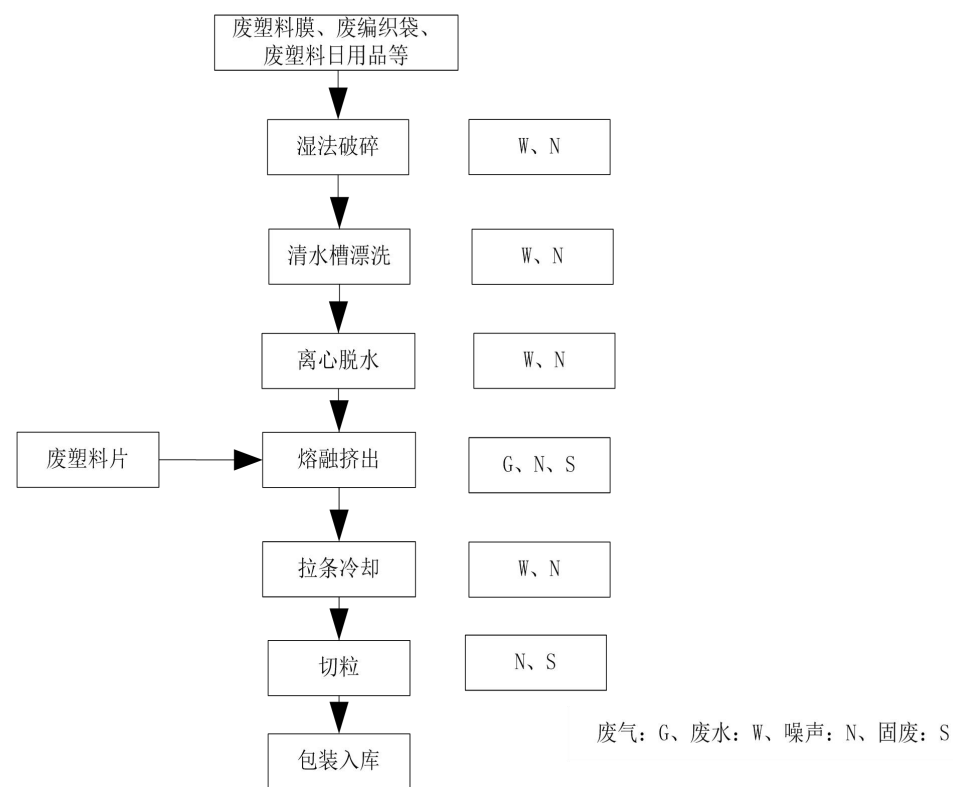 废塑料膜、废编织袋、
废塑料日用品等
湿法破碎
W、N
清水槽漂洗
W、N
离心脱水
W、N
废塑料片
熔融挤出
G、N、S
拉条冷却
W、N
切粒
N、S
废气：G、废水：W、噪声：N、固废：S
包装入库